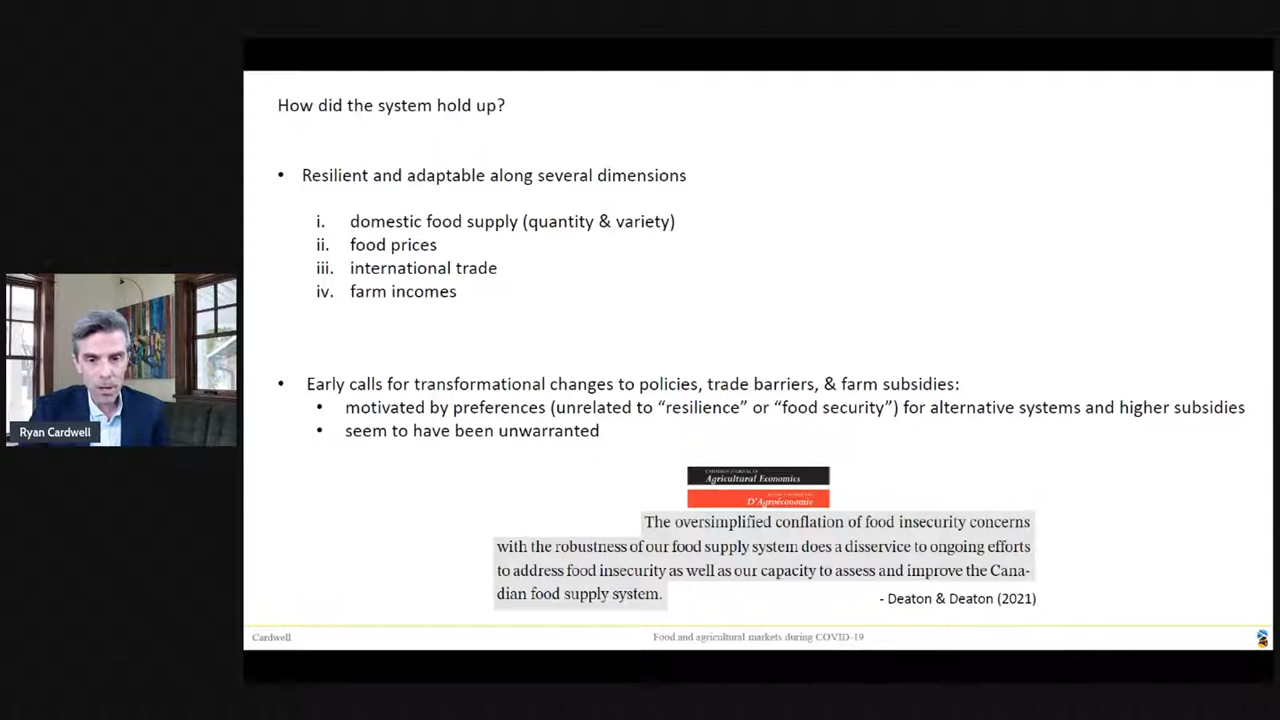 How did the system hold up?
• Resilient and adaptable along several dimensions
i. domestic food supply (quantity & variety)
ii. food prices
iii. international trade
iv. farm incomes
• Early calls for transformational changes to policies, trade barriers, & farm subsidies:
• motivated by preferences (unrelated to “resilience” or “food security”) for alternative systems and higher subsidies
• seem to have been unwarranted
Ryan Cardwell
Agricultural Economics
D'Agroéconomie
The oversimplified conflation of food insecurity concerns
with the robustness of our food supply system does a disservice to ongoing efforts
to address food insecurity as well as our capacity to assess and improve the Cana-
dian food supply system.
- Deaton & Deaton (2021)
Cardwell
Food and agricultural markets during COVID-19